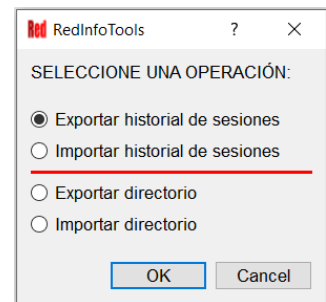 Red RedInfoTools ?
SELECCIONE UNA OPERACIÓN:
Exportar historial de sesiones
Importar historial de sesiones
Exportar directorio
Importar directorio
OK Cancel